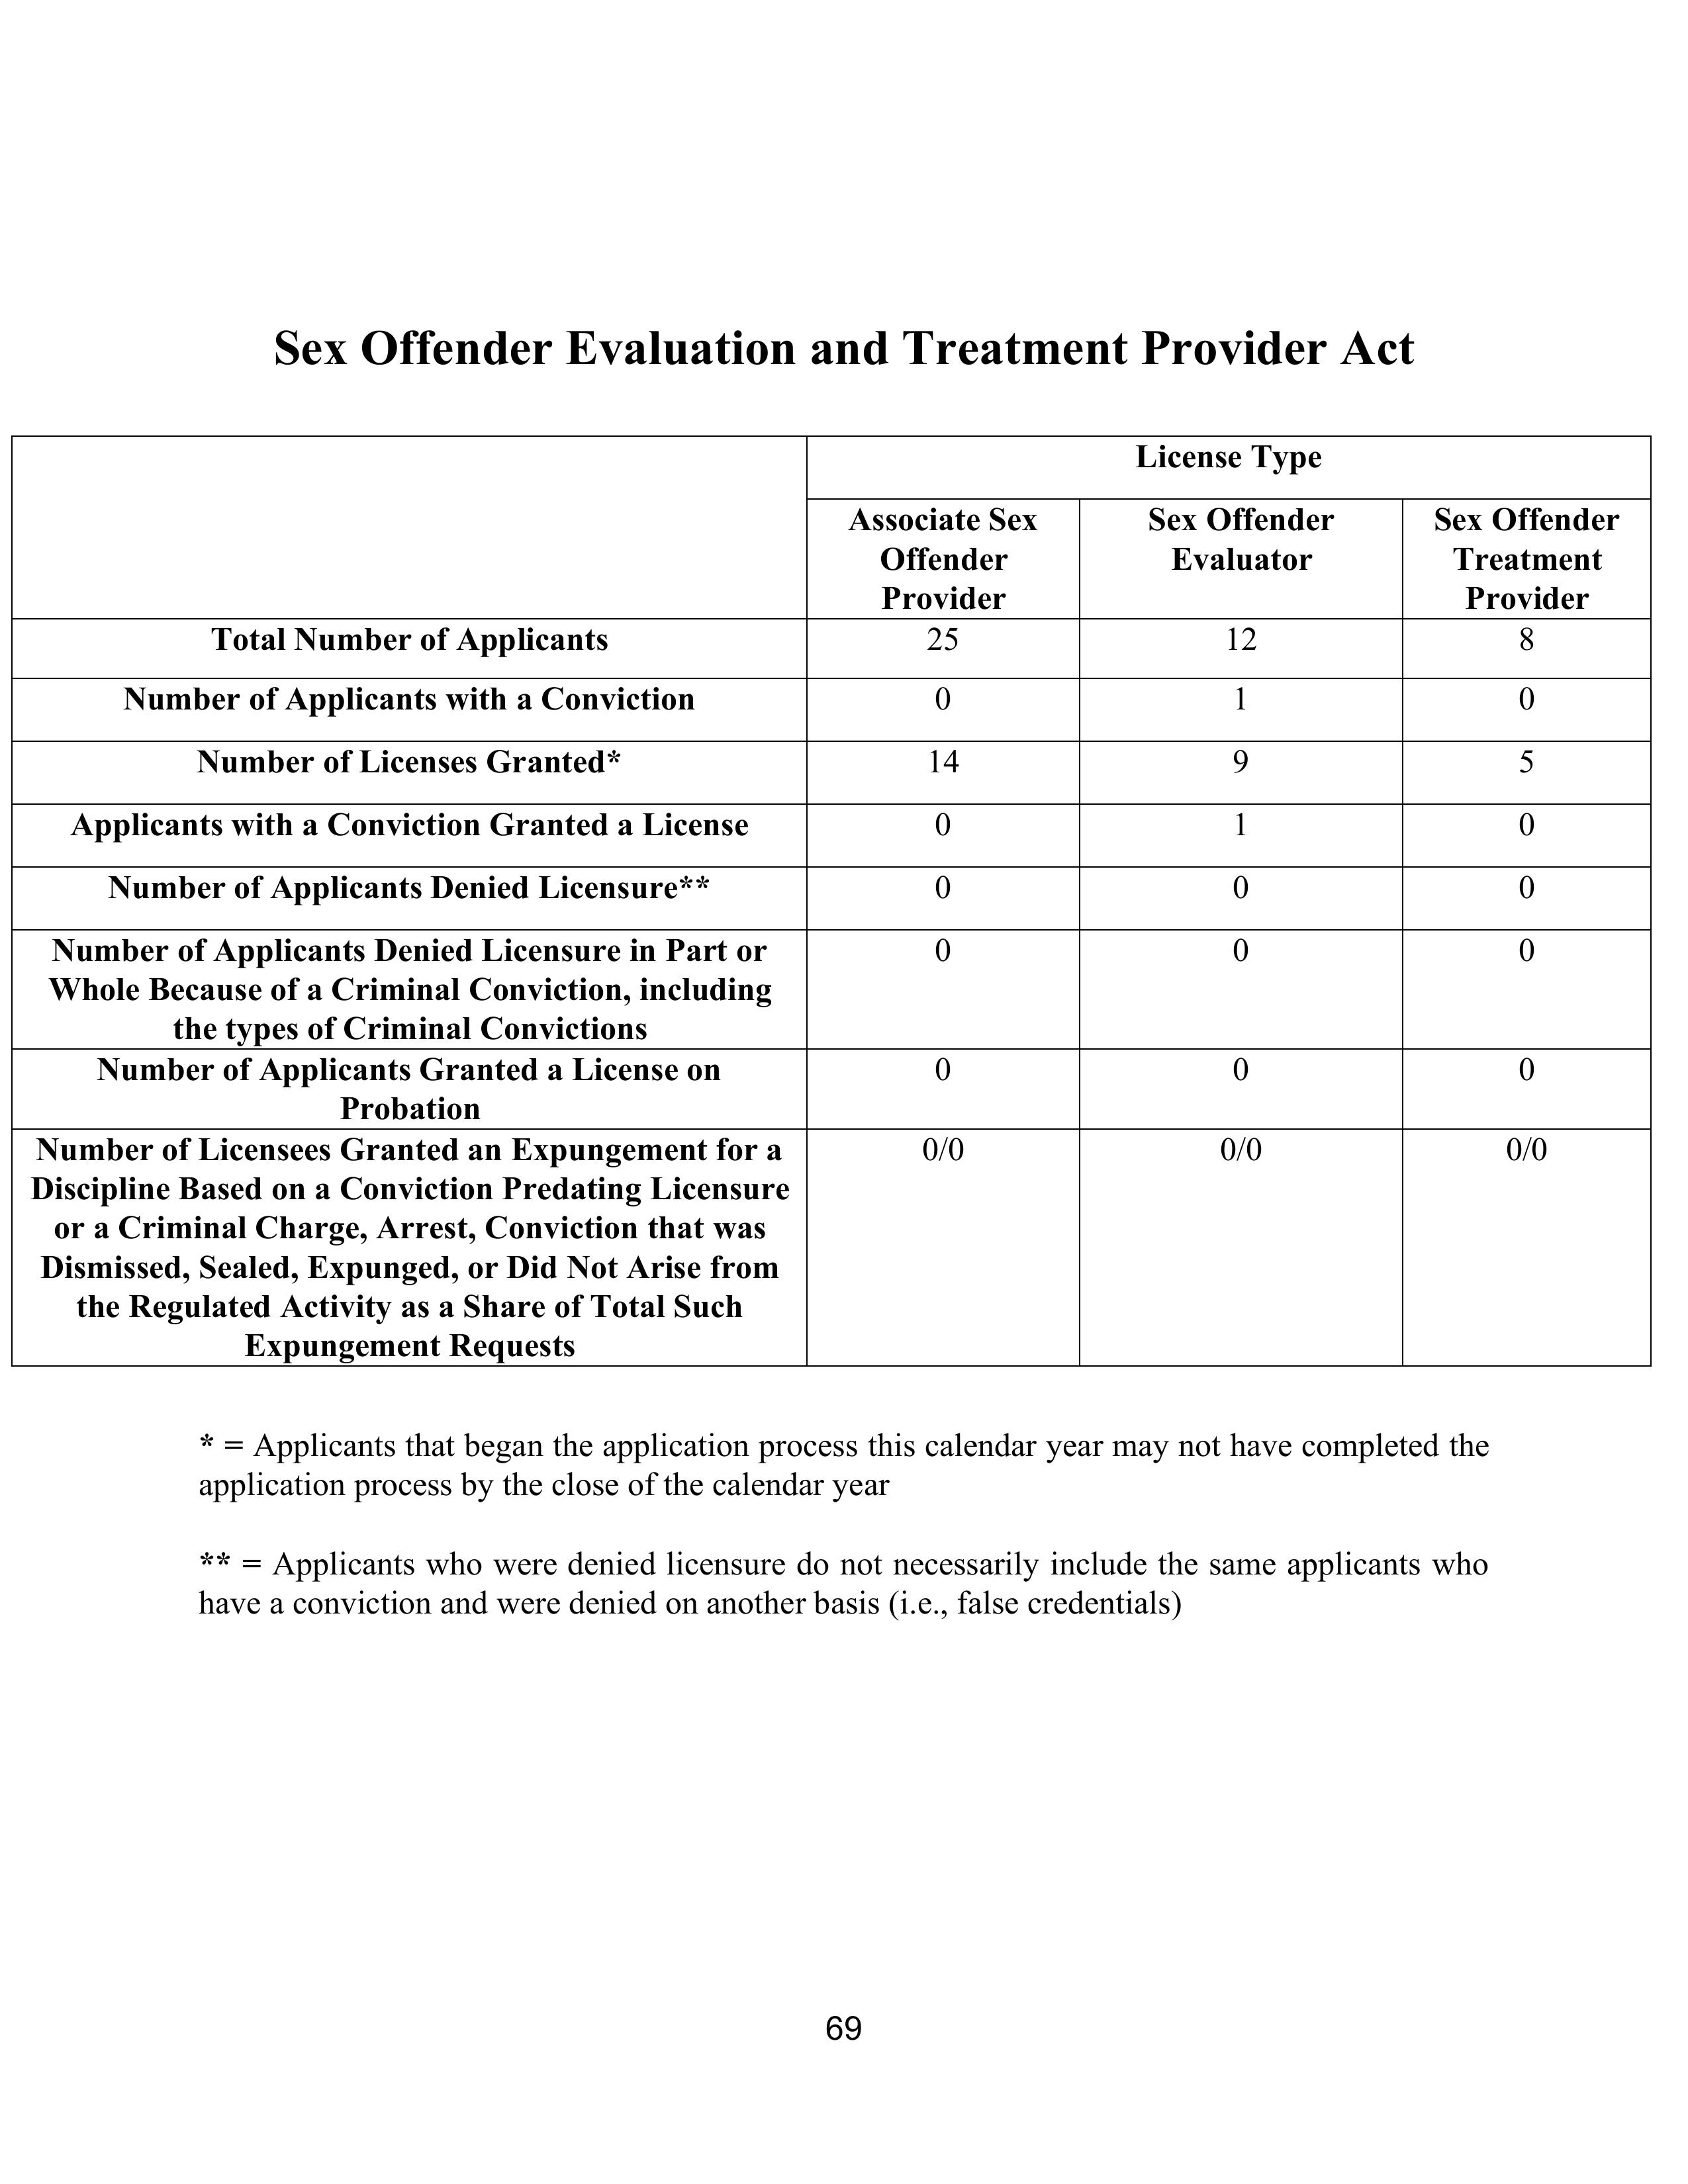 Sex Offender Evaluation and Treatment Provider Act
License Type
Associate Sex
Offender
Provider
Sex Offender
Evaluator
Sex Offender
Treatment
Provider
Total Number of Applicants 25 12 8
Number of Applicants with a Conviction 0 1 0
Number of Licenses Granted* 14 9 5
Applicants with a Conviction Granted a License 0 1 0
Number of Applicants Denied Licensure** 0 0 0
Number of Applicants Denied Licensure in Part or 0 0 0
Whole Because of a Criminal Conviction, including
the types of Criminal Convictions
Number of Applicants Granted a License on 0 0 0
Probation
Number of Licensees Granted an Expungement for a 0/0 0/0 0/0
Discipline Based on a Conviction Predating Licensure
or a Criminal Charge, Arrest, Conviction that was
Dismissed, Sealed, Expunged, or Did Not Arise from
the Regulated Activity as a Share of Total Such
Expungement Requests
* = Applicants that began the application process this calendar year may not have completed the
application process by the close of the calendar year
** = Applicants who were denied licensure do not necessarily include the same applicants who
have a conviction and were denied on another basis (i.e., false credentials)
69